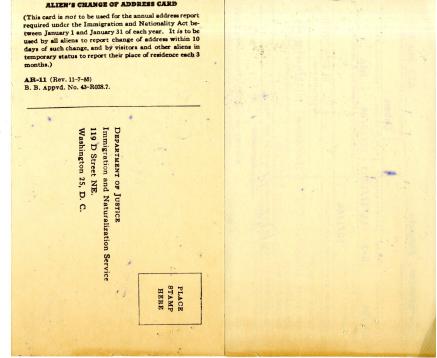 ALIEN'S CHANGE OF ADDRESS CARD
(This card is not to be used for the annual address report
required under the Immigration and Nationality Act be-
tween January 1 and January 31 of each year. It is to be
used by all aliens to report change of address within 10
days of such change, and by visitors and other aliens in
temporary status to report their place of residence each 3
months.)
AR-11 (Rev. 11-7-60)
B. B. Appvd. No. 43-R028.7.
DEPARTMENT OF JUSTICE
Immigration and Naturalization Service
119 D Street NE.
Washington 25, D. C.
PLACE
STAMP
HERE